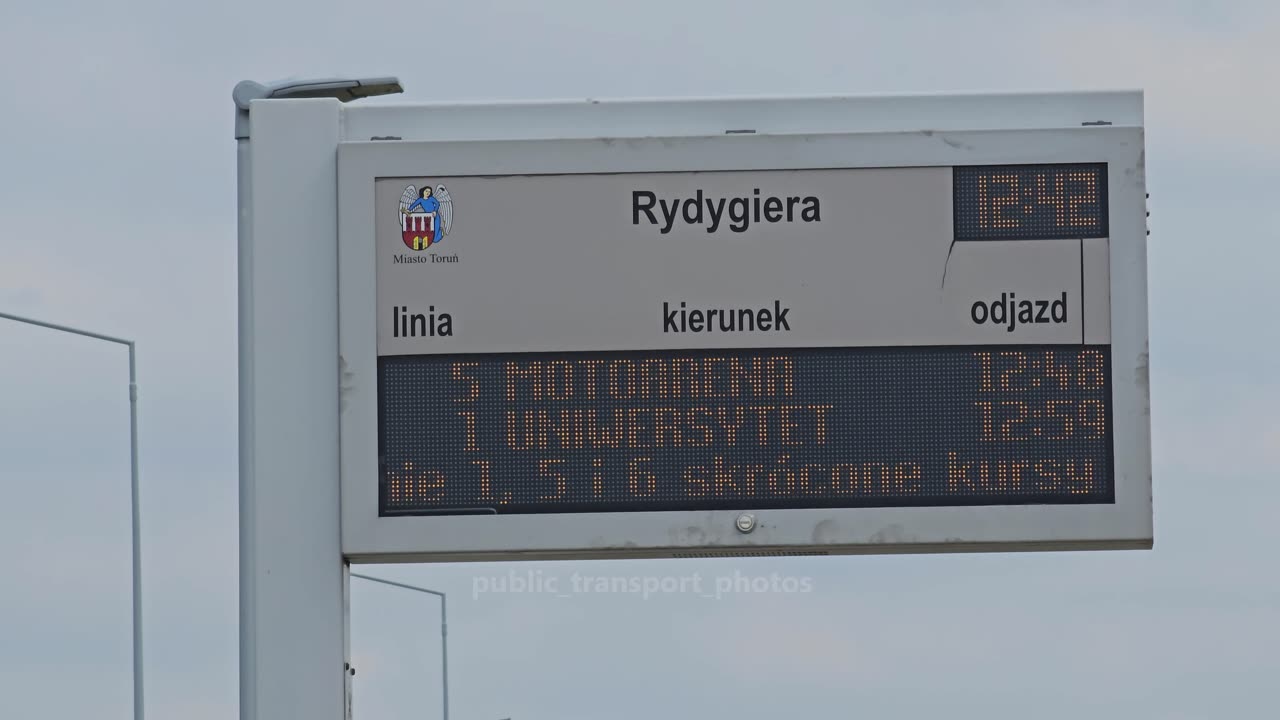 Rydygiera
12:42
Miasto Toruń
linia kierunek odjazd
5 MOTOARENA 12:48
1 UNIWERSYTET 12:59
nie 1, 5 i 6 skrócone kursy
public_transport_photos